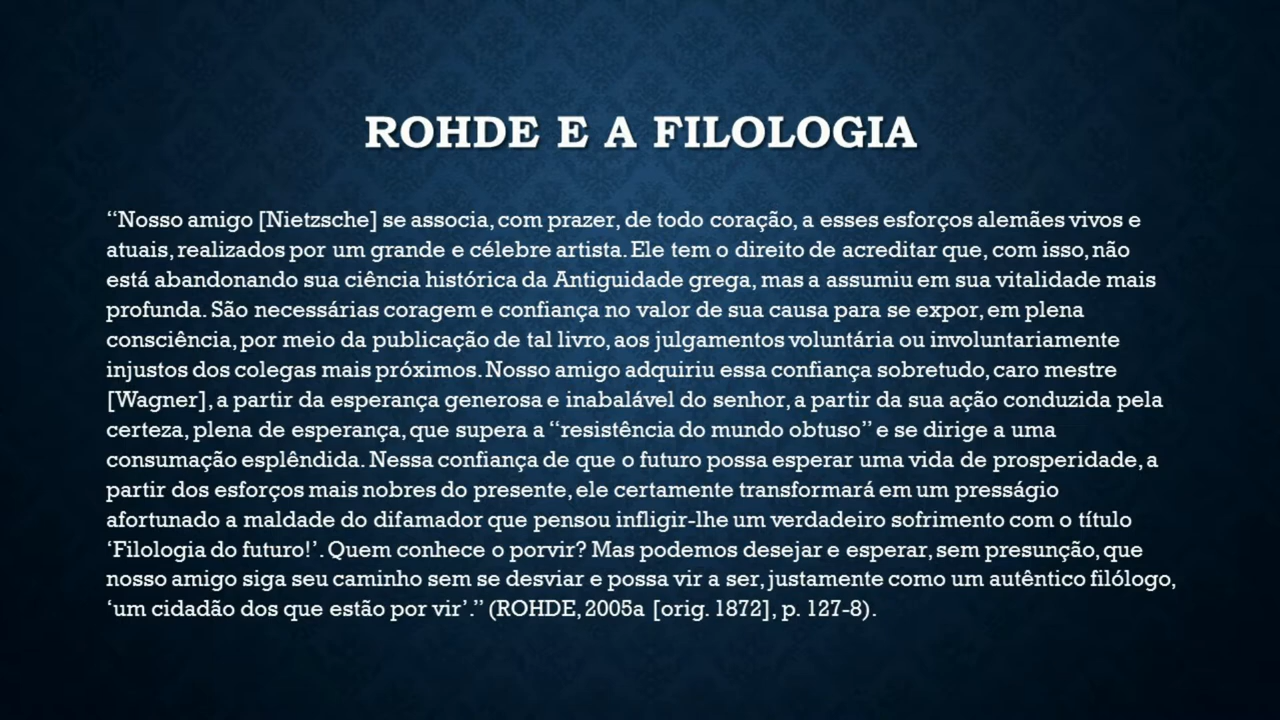 ROHDE E A FILOLOGIA
“Nosso amigo [Nietzsche] se associa, com prazer, de todo coração, a esses esforços alemães vivos e
atuais, realizados por um grande e célebre artista. Ele tem o direito de acreditar que, com isso, não
está abandonando sua ciência histórica da Antiguidade grega, mas a assumiu em sua vitalidade mais
profunda. São necessárias coragem e confiança no valor de sua causa para se expor, em plena
consciência, por meio da publicação de tal livro, aos julgamentos voluntária ou involuntariamente
injustos dos colegas mais próximos. Nosso amigo adquiriu essa confiança sobretudo, caro mestre
[Wagner], a partir da esperança generosa e inabalável do senhor, a partir da sua ação conduzida pela
certeza, plena de esperança, que supera a “resistência do mundo obtuso” e se dirige a uma
consumação esplêndida. Nessa confiança de que o futuro possa esperar uma vida de prosperidade, a
partir dos esforços mais nobres do presente, ele certamente transformará em um presságio
afortunado a maldade do difamador que pensou infligir-lhe um verdadeiro sofrimento com o título
‘Filologia do futuro!’. Quem conhece o porvir? Mas podemos desejar e esperar, sem presunção, que
nosso amigo siga seu caminho sem se desviar e possa vir a ser, justamente como um autêntico filólogo,
‘um cidadão dos que estão por vir’.” (ROHDE, 2005a [orig. 1872], p. 127-8).